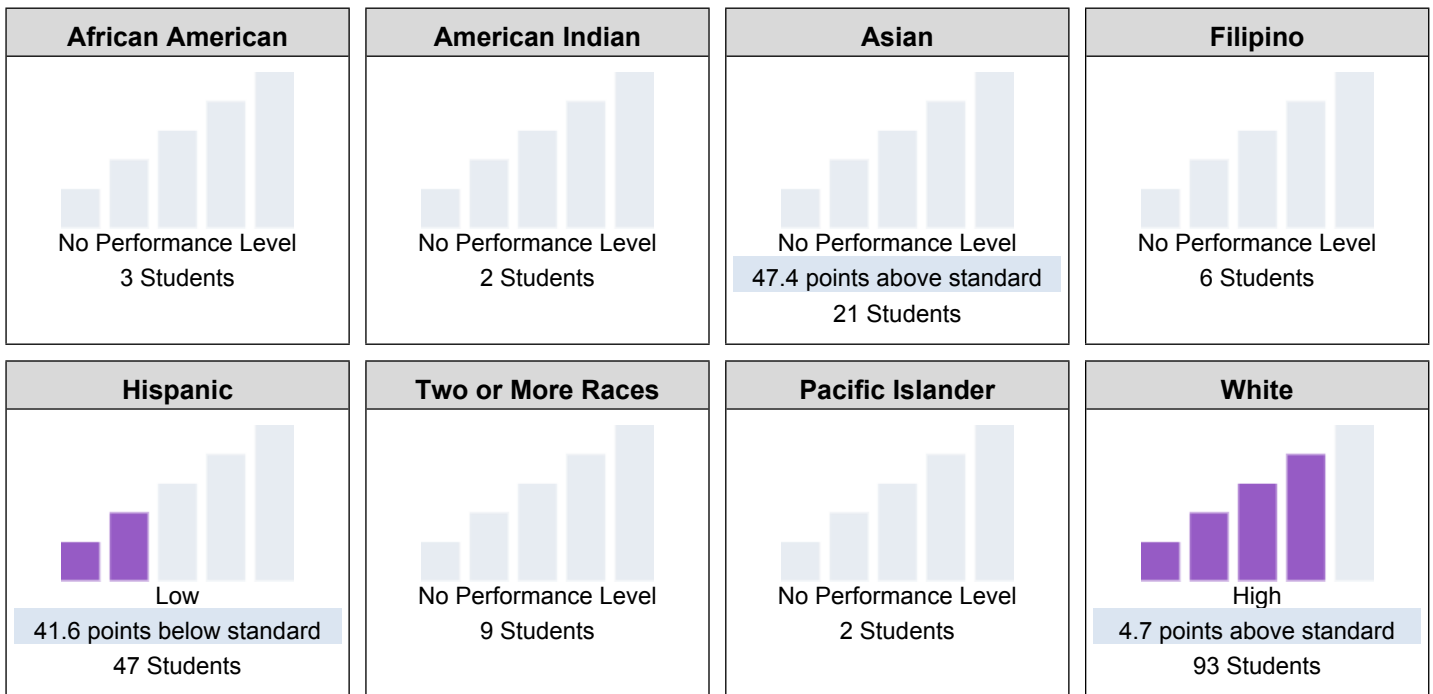 African American
No Performance Level
3 Students
American Indian
No Performance Level
2 Students
Asian
No Performance Level
47.4 points above standard
21 Students
Filipino
No Performance Level
6 Students
Hispanic
Low
41.6 points below standard
47 Students
Two or More Races
No Performance Level
9 Students
Pacific Islander
No Performance Level
2 Students
White
High
4.7 points above standard
93 Students